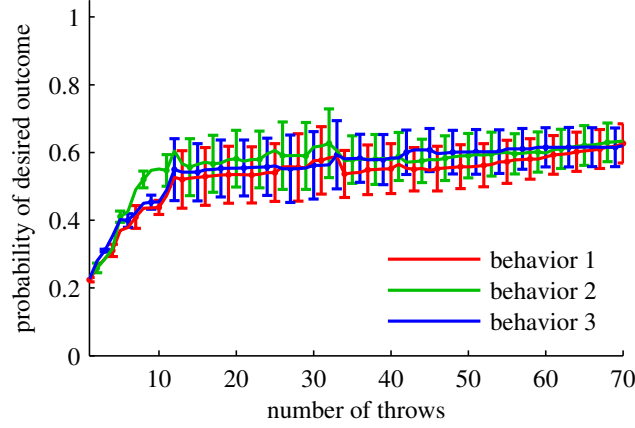 probability of desired outcome
1
0.8
0.6
0.4
0.2
0
10 20 30 40 50 60 70
number of throws
behavior 1
behavior 2
behavior 3